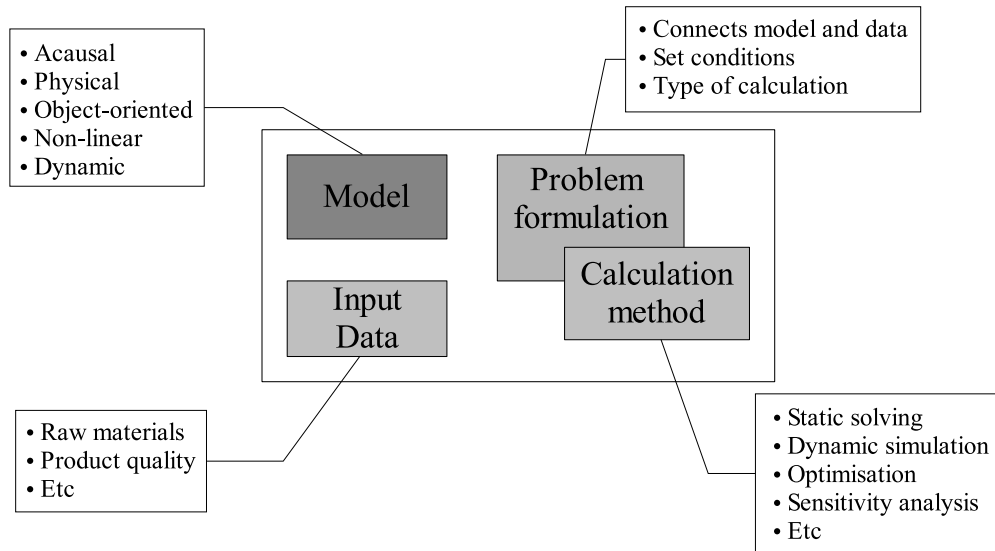 • Acausal
• Physical
• Object-oriented
• Non-linear
• Dynamic
• Connects model and data
• Set conditions
• Type of calculation
Model
Problem
formulation
Input
Data
Calculation
method
• Raw materials
• Product quality
• Etc
• Static solving
• Dynamic simulation
• Optimisation
• Sensitivity analysis
• Etc